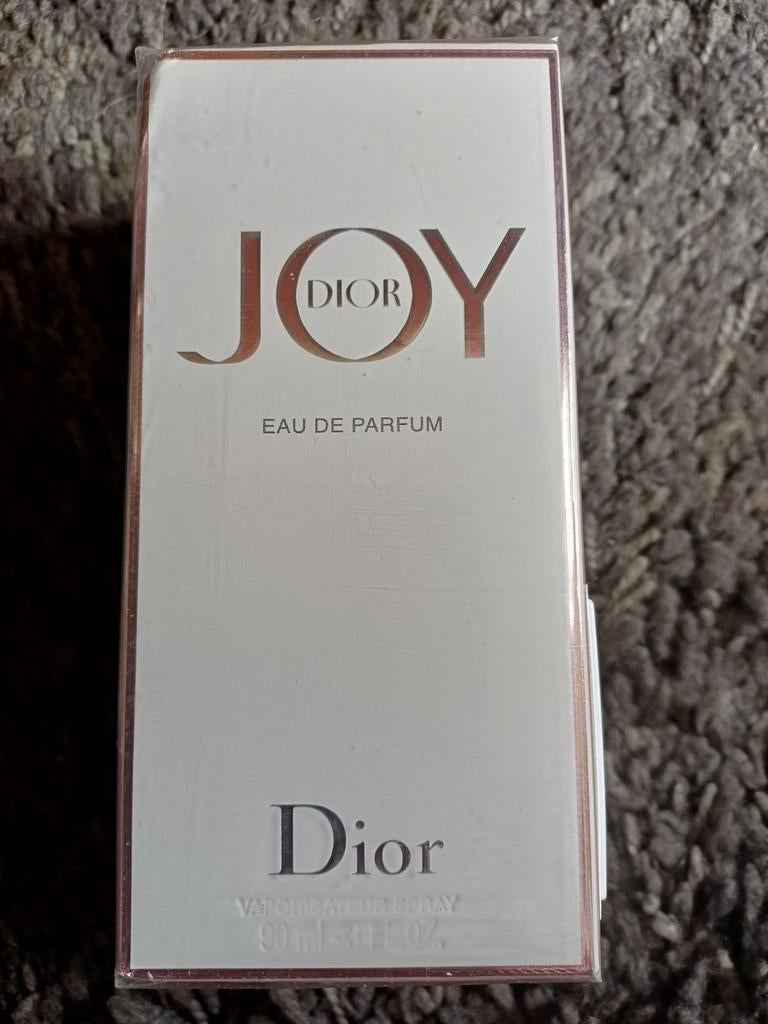 JOY
DIOR
EAU DE PARFUM
Dior
VAPORISATEUR SPRAY
90 ml - 3 FL.OZ.